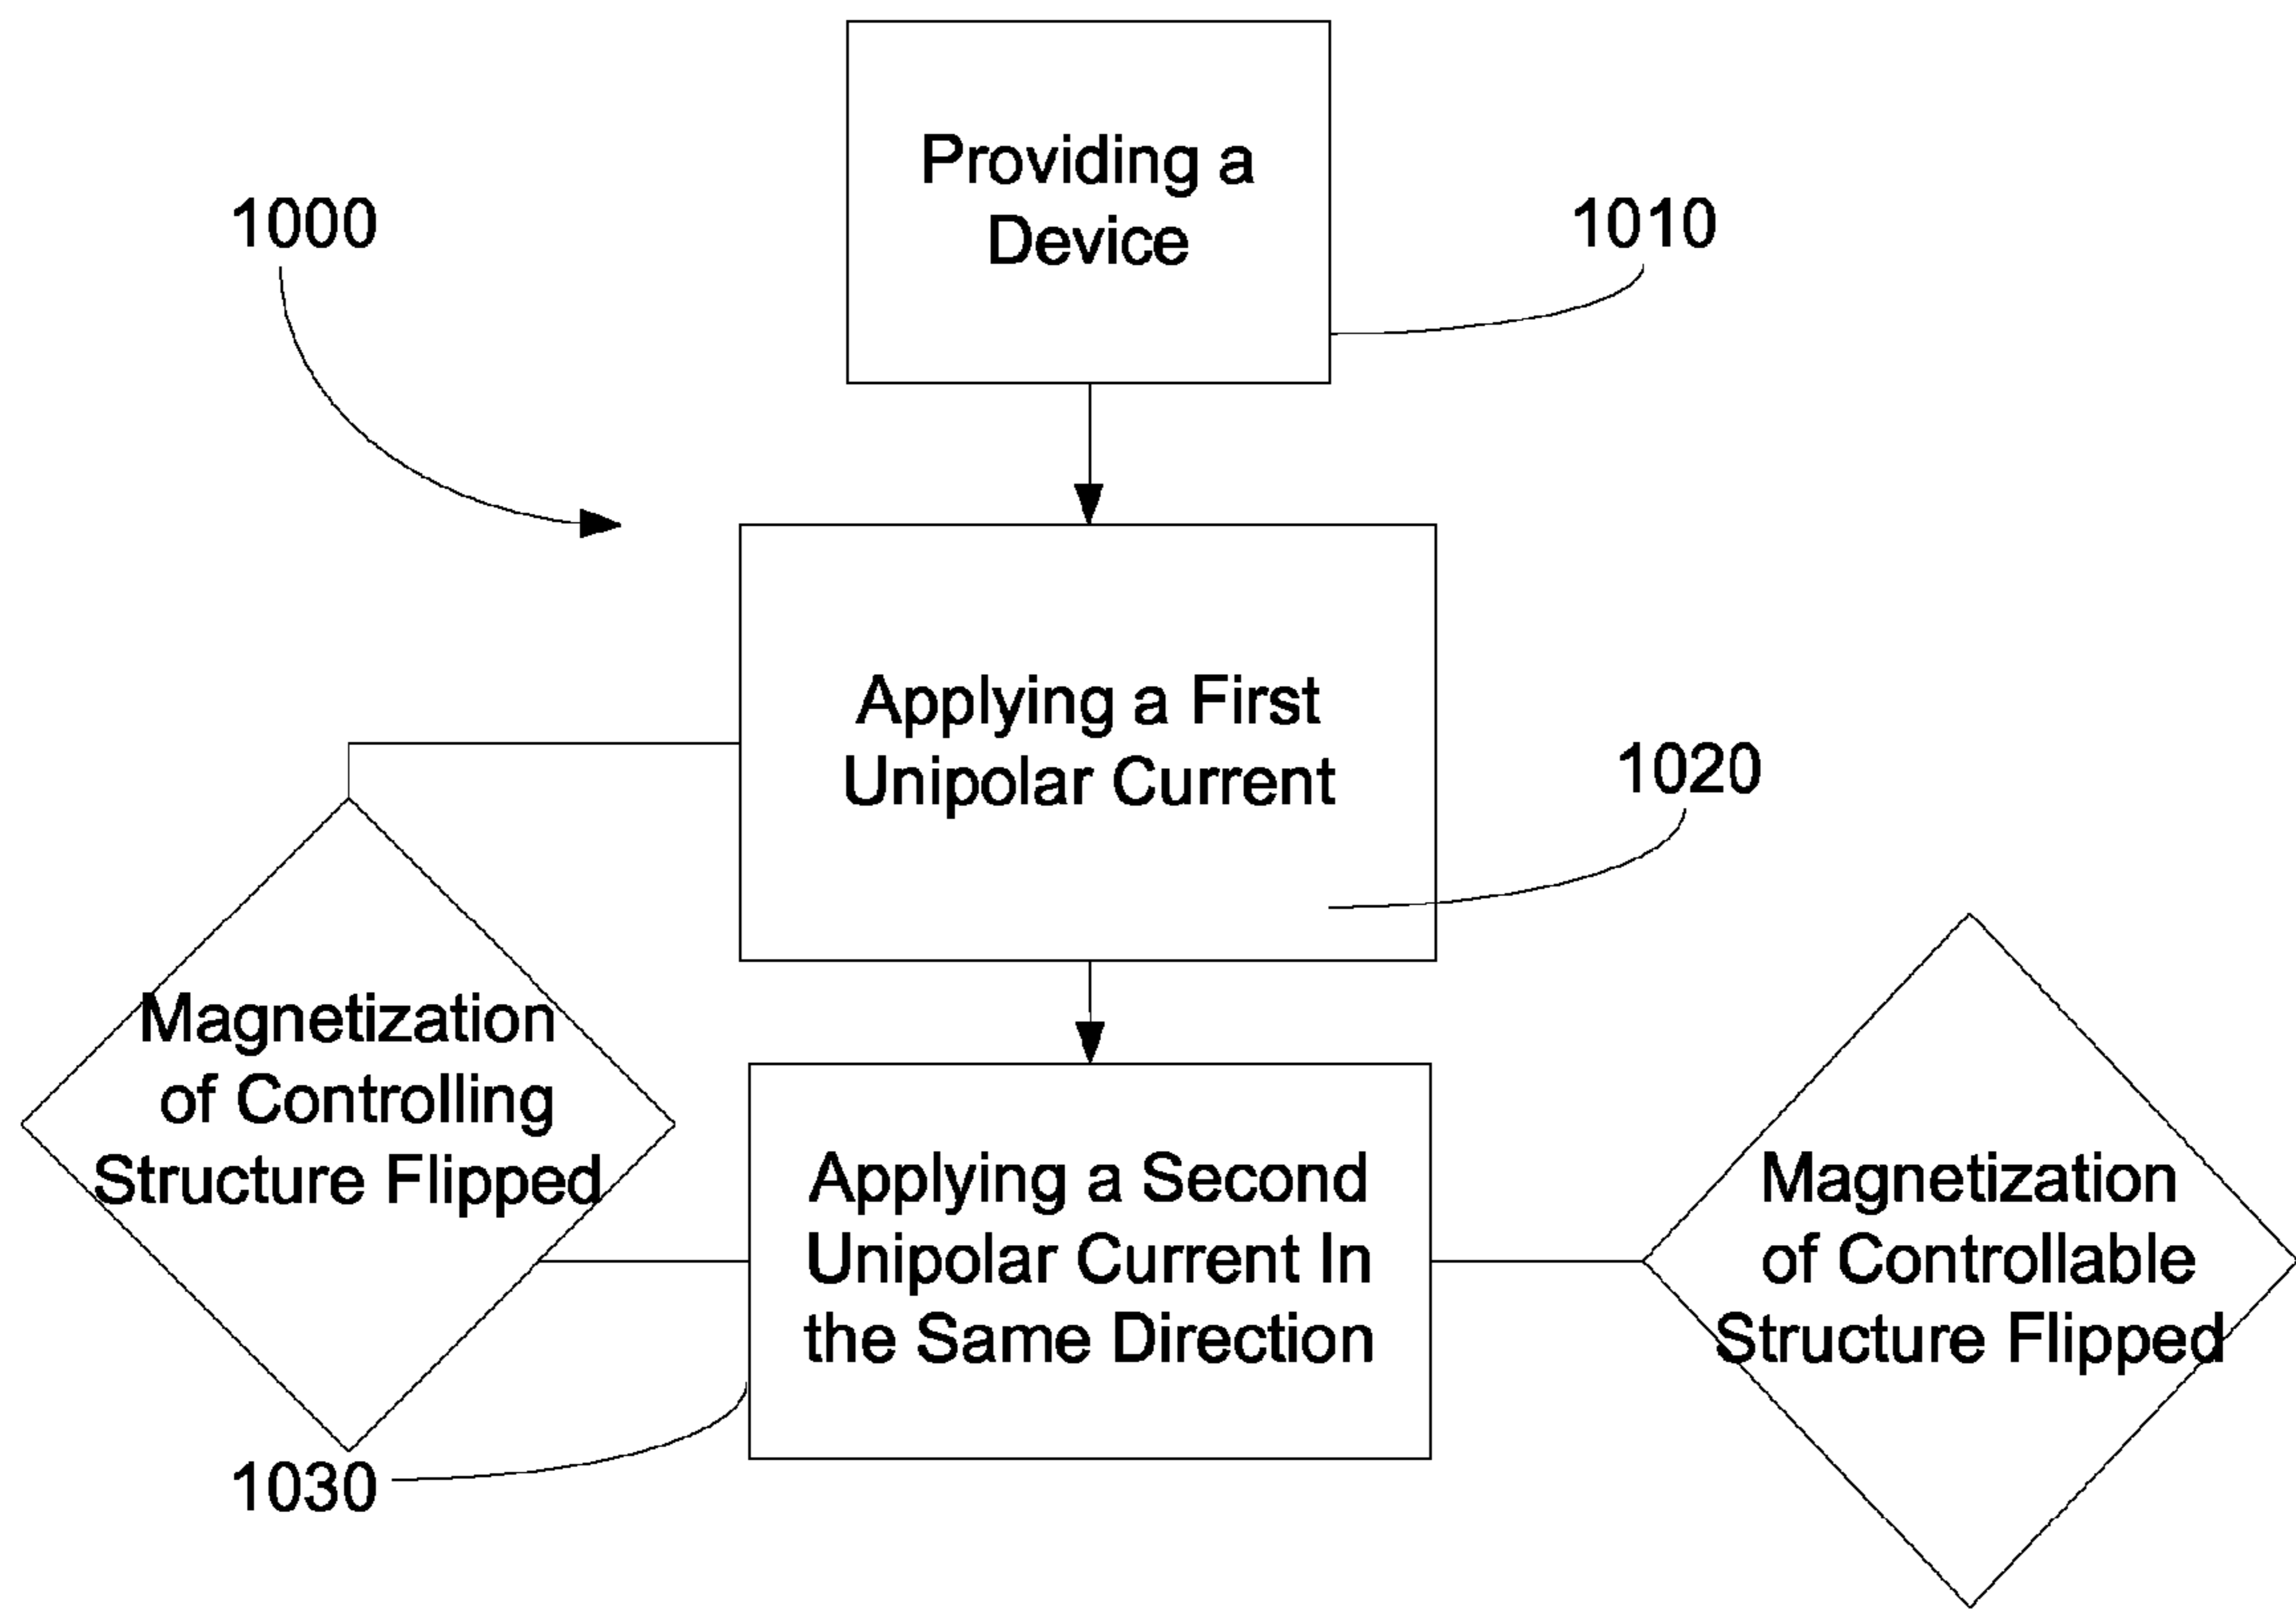 Providing a
Device
1000
1010
Applying a First
Unipolar Current
1020
Magnetization
of Controlling
Structure Flipped
Applying a Second
Unipolar Current In
the Same Direction
Magnetization
of Controllable
Structure Flipped
1030